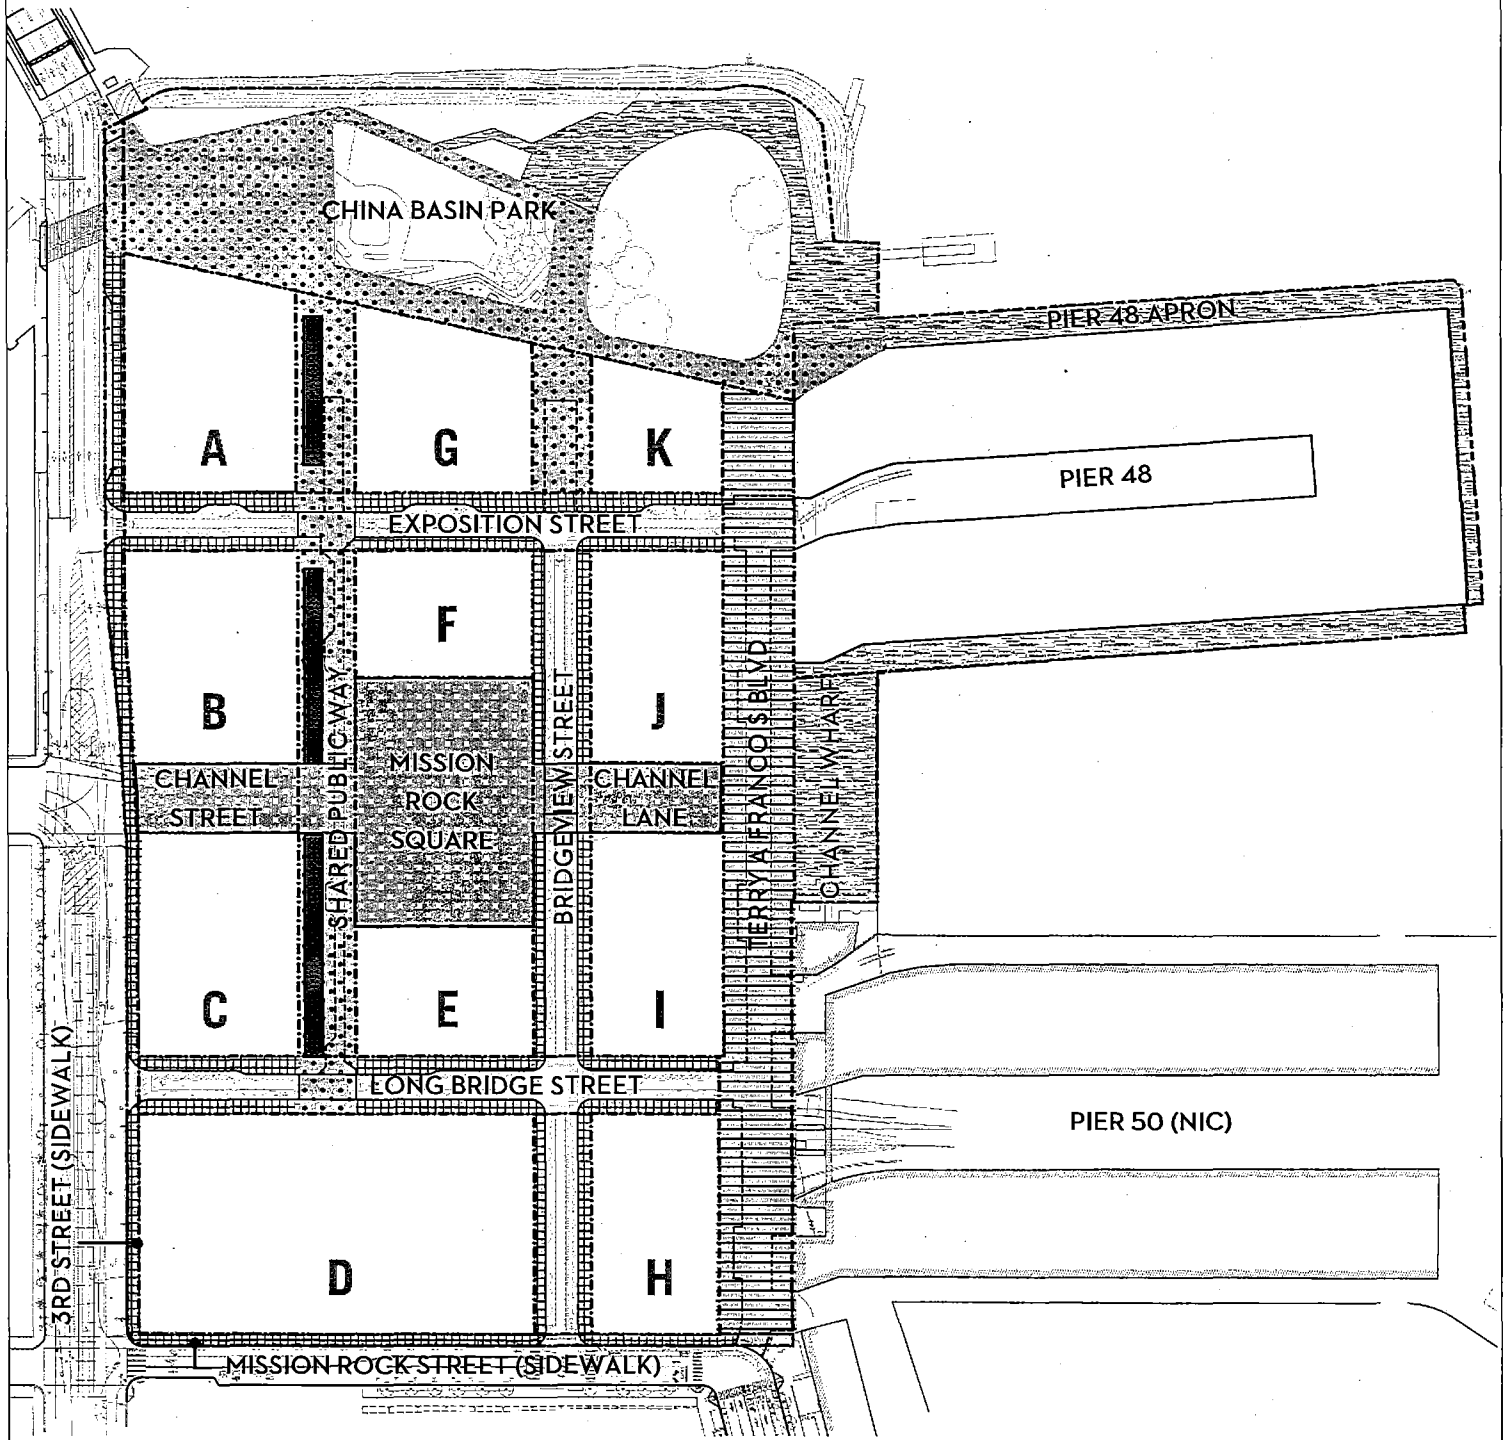 CHINA BASIN PARK
PIER 48 APRON
A
G
K
PIER 48
EXPOSITION STREET
F
B
J
SHARED PUBLIC WAY
MISSION
ROCK
SQUARE
BRIDGEVIEW STREET
CHANNEL
STREET
CHANNEL
LANE
TERRY A FRANCOIS BLVD
CHANNEL WHARF
C
E
I
LONG BRIDGE STREET
PIER 50 (NIC)
3RD STREET (SIDEWALK)
D
H
MISSION ROCK STREET (SIDEWALK)